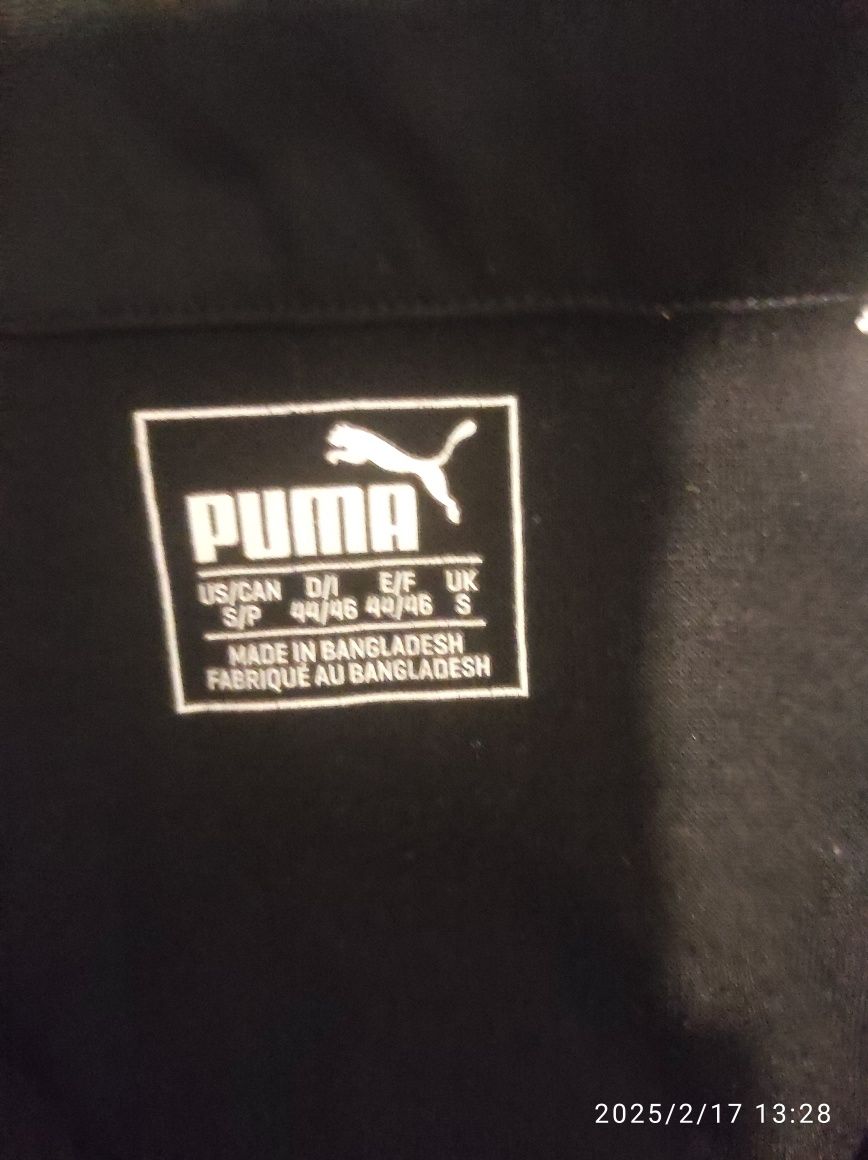 PUMA
US/CAN D/I E/F UK
S/P 44/46 44/46 S
MADE IN BANGLADESH
FABRIQUÉ AU BANGLADESH
2025/2/17 13:28